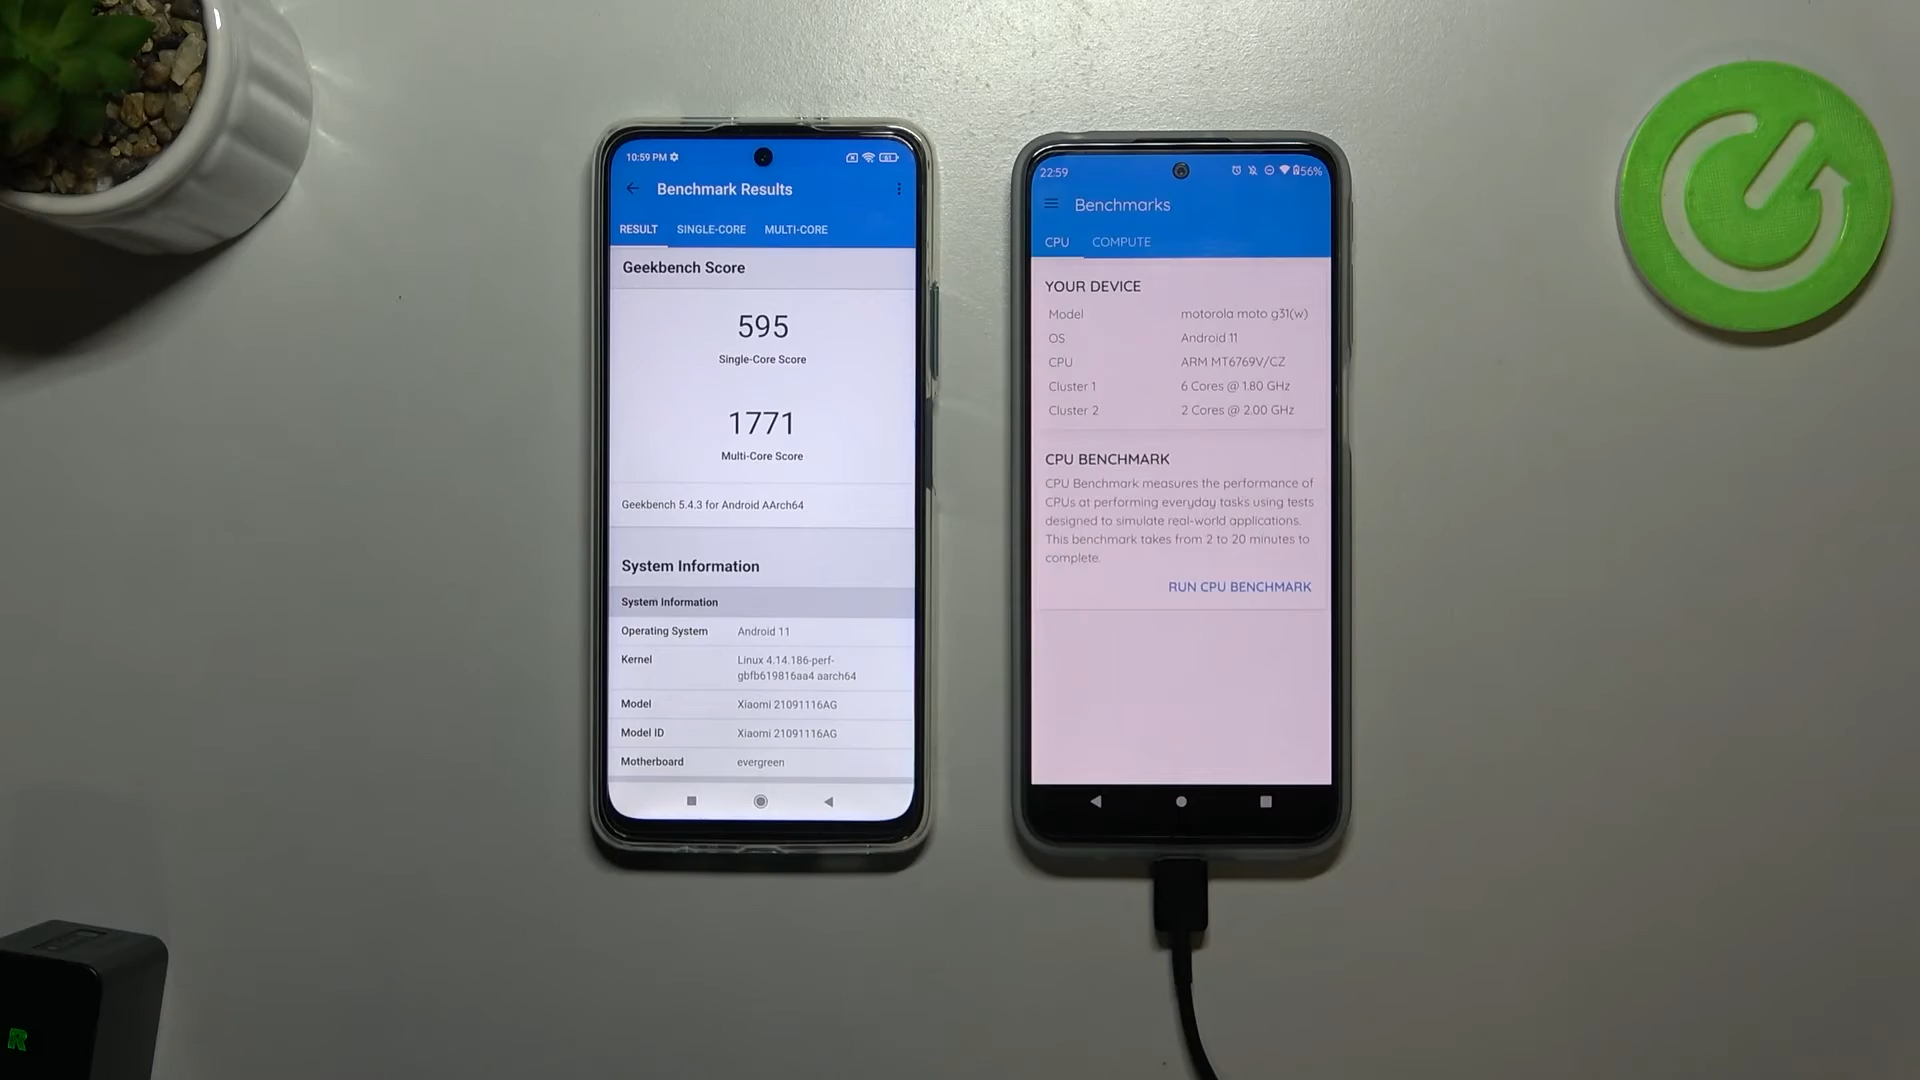 10:59 PM
61
Benchmark Results
RESULT SINGLE-CORE MULTI-CORE
Geekbench Score
595
Single-Core Score
1771
Multi-Core Score
Geekbench 5.4.3 for Android AArch64
System Information
System Information
Operating System Android 11
Kernel Linux 4.14.186-perf-
gbfb619816aa4 aarch64
Model Xiaomi 21091116AG
Model ID Xiaomi 21091116AG
Motherboard evergreen
22:59
56%
Benchmarks
CPU COMPUTE
YOUR DEVICE
Model motorola moto g31(w)
OS Android 11
CPU ARM MT6769V/CZ
Cluster 1 6 Cores @ 1.80 GHz
Cluster 2 2 Cores @ 2.00 GHz
CPU BENCHMARK
CPU Benchmark measures the performance of
CPUs at performing everyday tasks using tests
designed to simulate real-world applications.
This benchmark takes from 2 to 20 minutes to
complete.
RUN CPU BENCHMARK
R